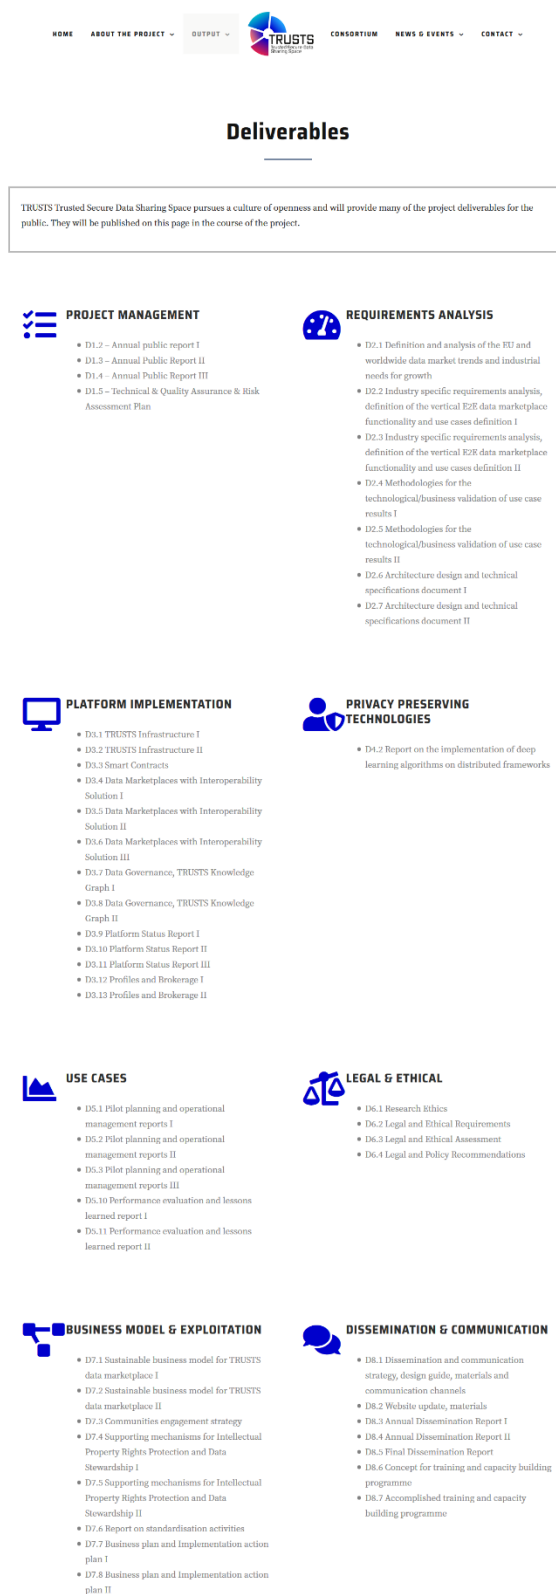 HOME ABOUT THE PROJECT OUTPUT TRUSTS Trusted Secure Data Sharing Space CONSORTIUM NEWS & EVENTS CONTACT
Deliverables
TRUSTS Trusted Secure Data Sharing Space pursues a culture of openness and will provide many of the project deliverables for the
public. They will be published on this page in the course of the project.
PROJECT MANAGEMENT
D1.2 – Annual public report I
D1.3 – Annual Public Report II
D1.4 – Annual Public Report III
D1.5 – Technical & Quality Assurance & Risk
Assessment Plan
REQUIREMENTS ANALYSIS
D2.1 Definition and analysis of the EU and
worldwide data market trends and industrial
needs for growth
D2.2 Industry specific requirements analysis,
definition of the vertical E2E data marketplace
functionality and use cases definition I
D2.3 Industry specific requirements analysis,
definition of the vertical E2E data marketplace
functionality and use cases definition II
D2.4 Methodologies for the
technological/business validation of use case
results I
D2.5 Methodologies for the
technological/business validation of use case
results II
D2.6 Architecture design and technical
specifications document I
D2.7 Architecture design and technical
specifications document II
PLATFORM IMPLEMENTATION
D3.1 TRUSTS Infrastructure I
D3.2 TRUSTS Infrastructure II
D3.3 Smart Contracts
D3.4 Data Marketplaces with Interoperability
Solution I
D3.5 Data Marketplaces with Interoperability
Solution II
D3.6 Data Marketplaces with Interoperability
Solution III
D3.7 Data Governance, TRUSTS Knowledge
Graph I
D3.8 Data Governance, TRUSTS Knowledge
Graph II
D3.9 Platform Status Report I
D3.10 Platform Status Report II
D3.11 Platform Status Report III
D3.12 Profiles and Brokerage I
D3.13 Profiles and Brokerage II
PRIVACY PRESERVING
TECHNOLOGIES
D4.2 Report on the implementation of deep
learning algorithms on distributed frameworks
USE CASES
D5.1 Pilot planning and operational
management reports I
D5.2 Pilot planning and operational
management reports II
D5.3 Pilot planning and operational
management reports III
D5.10 Performance evaluation and lessons
learned report I
D5.11 Performance evaluation and lessons
learned report II
LEGAL & ETHICAL
D6.1 Research Ethics
D6.2 Legal and Ethical Requirements
D6.3 Legal and Ethical Assessment
D6.4 Legal and Policy Recommendations
BUSINESS MODEL & EXPLOITATION
D7.1 Sustainable business model for TRUSTS
data marketplace I
D7.2 Sustainable business model for TRUSTS
data marketplace II
D7.3 Communities engagement strategy
D7.4 Supporting mechanisms for Intellectual
Property Rights Protection and Data
Stewardship I
D7.5 Supporting mechanisms for Intellectual
Property Rights Protection and Data
Stewardship II
D7.6 Report on standardisation activities
D7.7 Business plan and Implementation action
plan I
D7.8 Business plan and Implementation action
plan II
DISSEMINATION & COMMUNICATION
D8.1 Dissemination and communication
strategy, design guide, materials and
communication channels
D8.2 Website update, materials
D8.3 Annual Dissemination Report I
D8.4 Annual Dissemination Report II
D8.5 Final Dissemination Report
D8.6 Concept for training and capacity building
programme
D8.7 Accomplished training and capacity
building programme